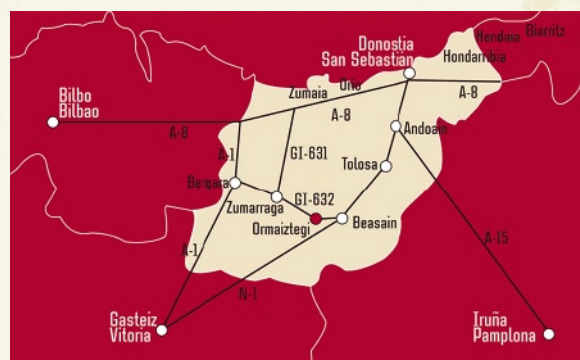 Donostia
San Sebastian
Hendaia
Biarritz
Hondarribia
Bilbo
Bilbao
Zumaia
Orio
A-8
A-8
A-8
Andoain
A-1
GI-631
Tolosa
Bergara
Zumarraga
GI-632
Ormaiztegi
Beasain
A-1
A-15
N-1
Gasteiz
Vitoria
Iruña
Pamplona